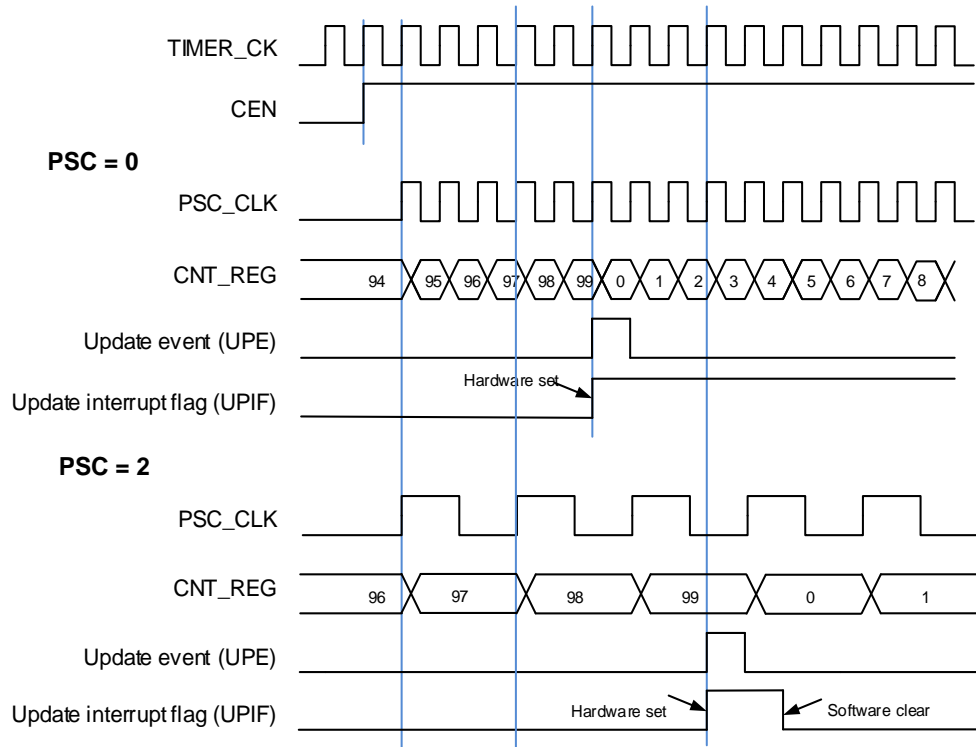 TIMER_CK
CEN
PSC = 0
PSC_CLK
CNT_REG 94 95 96 97 98 99 0 1 2 3 4 5 6 7 8
Update event (UPE)
Hardware set
Update interrupt flag (UPIF)
PSC = 2
PSC_CLK
CNT_REG 96 97 98 99 0 1
Update event (UPE)
Update interrupt flag (UPIF) Hardware set Software clear